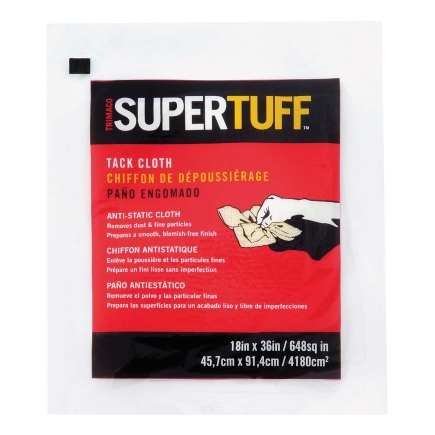 TRIMACO
SUPERTUFF™
TACK CLOTH
CHIFFON DE DÉPOUSSIÉRAGE
PAÑO ENGOMADO
ANTI-STATIC CLOTH
Removes dust & fine particles
Prepares a smooth, blemish-free finish
CHIFFON ANTISTATIQUE
Enlève la poussière et les particules fines
Prépare un fini lisse sans imperfection
PAÑO ANTIESTÁTICO
Remueve el polvo y las particular finas
Prepara las superficies para un acabado liso y libre de imperfecciones
18in x 36in / 648sq in
45,7cm x 91,4cm / 4180cm²